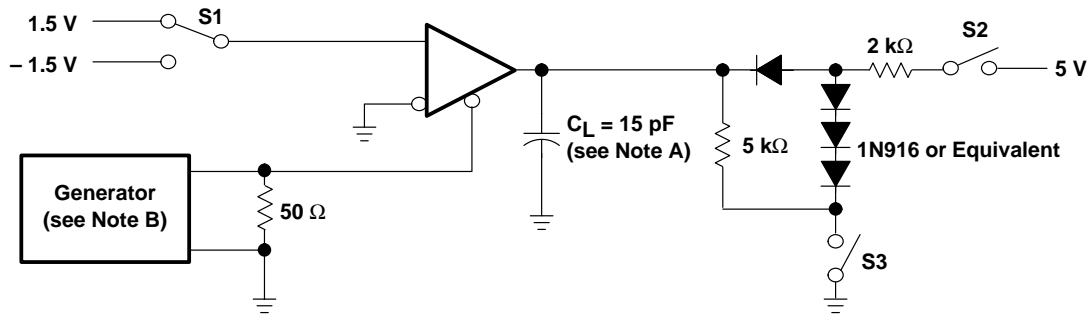 1.5 V
S1
– 1.5 V
2 kΩ
S2
5 V
CL = 15 pF
(see Note A)
5 kΩ
1N916 or Equivalent
Generator
(see Note B)
50 Ω
S3